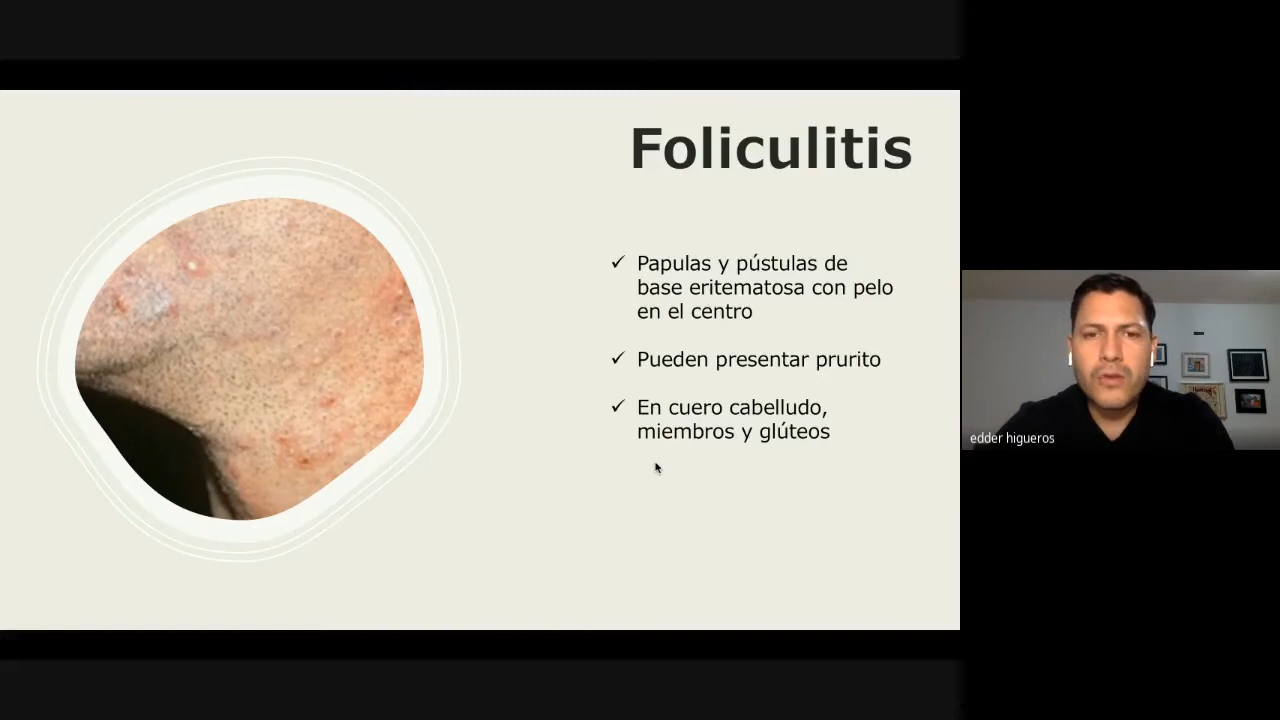 Foliculitis
✓ Papulas y pústulas de
base eritematosa con pelo
en el centro
✓ Pueden presentar prurito
✓ En cuero cabelludo,
miembros y glúteos
edder higueros